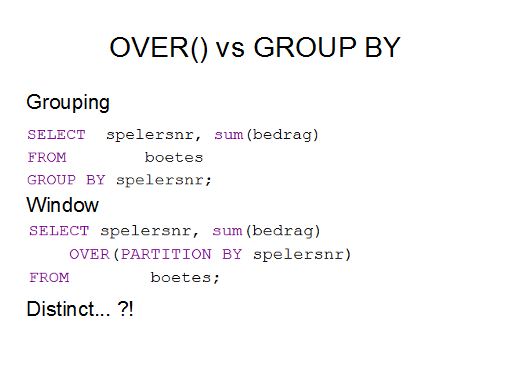 OVER() vs GROUP BY
Grouping
SELECT spelersnr, sum(bedrag)
FROM boetes
GROUP BY spelersnr;
Window
SELECT spelersnr, sum(bedrag)
OVER(PARTITION BY spelersnr)
FROM boetes;
Distinct... ?!